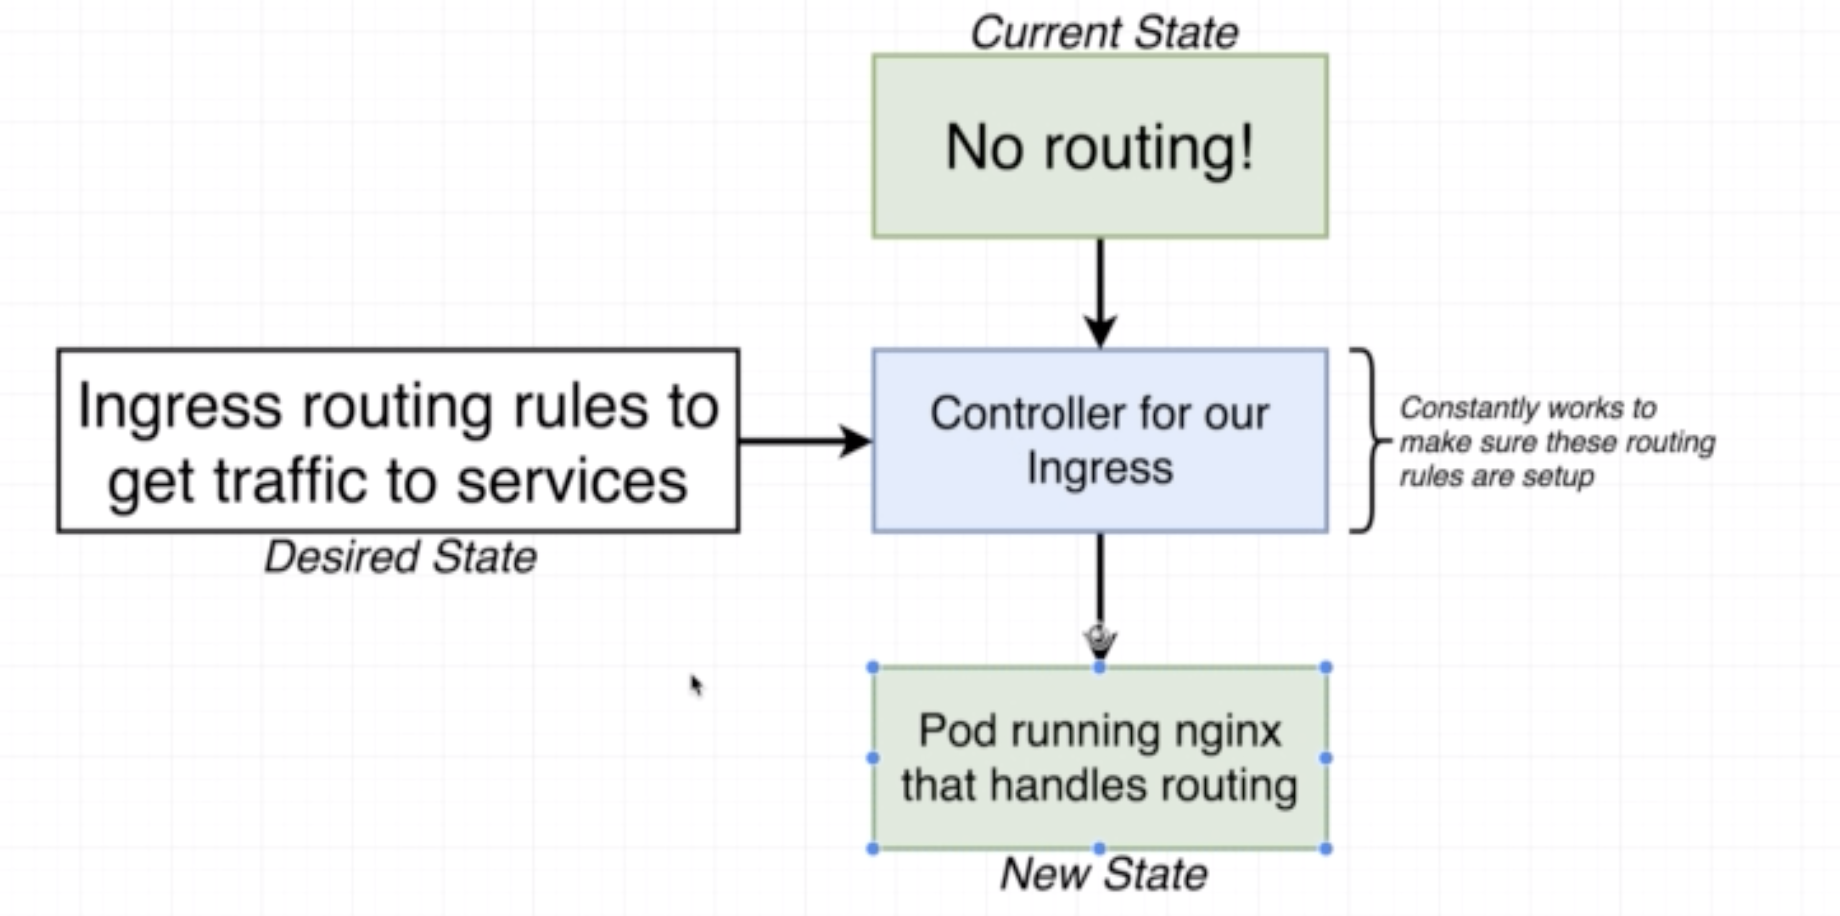 Current State
No routing!
Ingress routing rules to
get traffic to services
Desired State
Controller for our
Ingress
Constantly works to
make sure these routing
rules are setup
Pod running nginx
that handles routing
New State